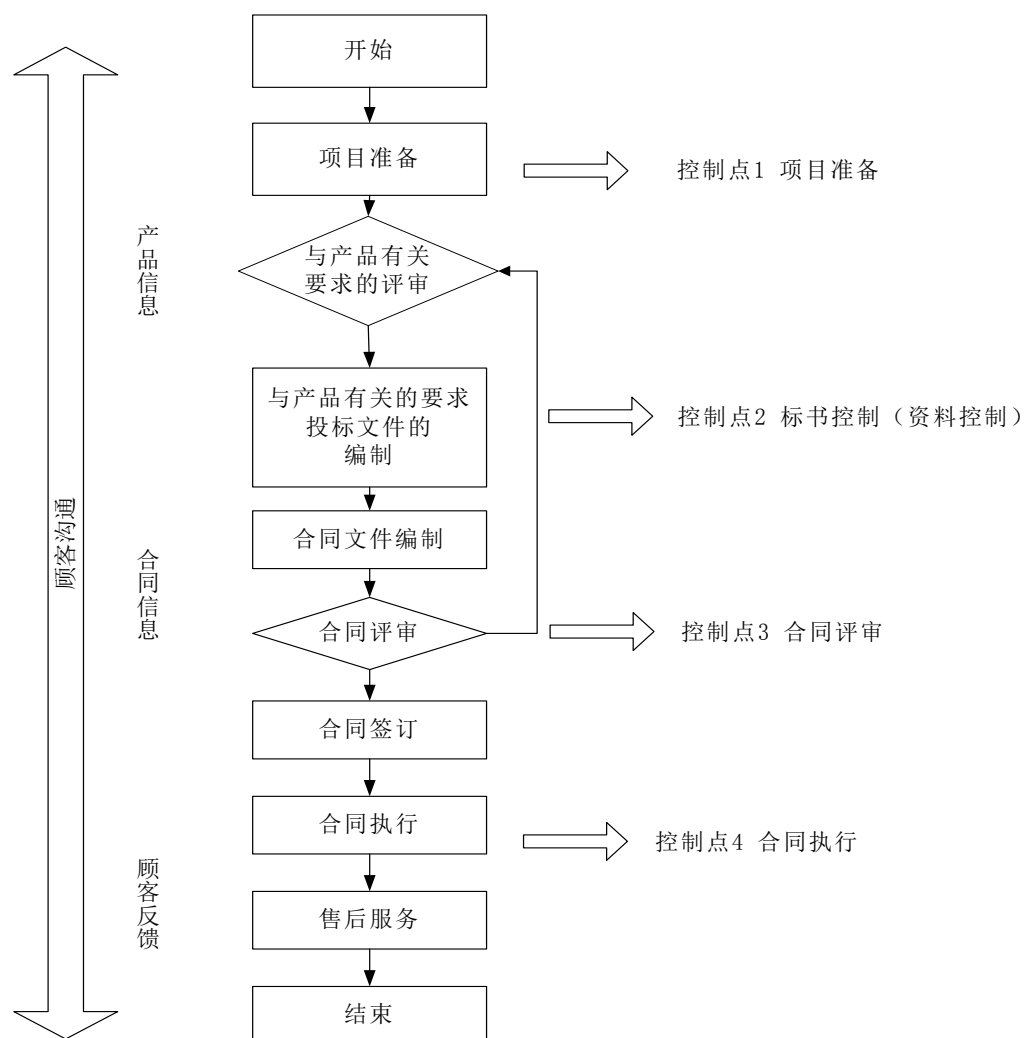 开始
项目准备
控制点1 项目准备
产品信息
与产品有关
要求的评审
与产品有关的要求
投标文件的
编制
控制点2 标书控制（资料控制）
顾客沟通
合同文件编制
合同信息
合同评审
控制点3 合同评审
合同签订
合同执行
控制点4 合同执行
顾客反馈
售后服务
结束